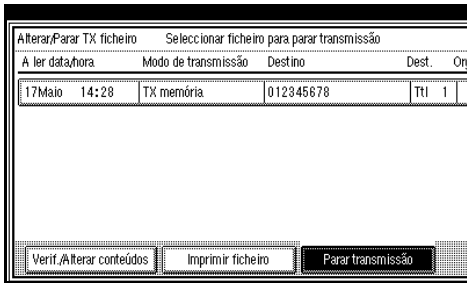 Alterar/Parar TX ficheiro Seleccionar ficheiro para parar transmissão
A ler data/hora Modo de transmissão Destino Dest.
17Maio 14:28 TX memória 012345678 Ttl 1
Verif./Alterar conteúdos Imprimir ficheiro Parar transmissão